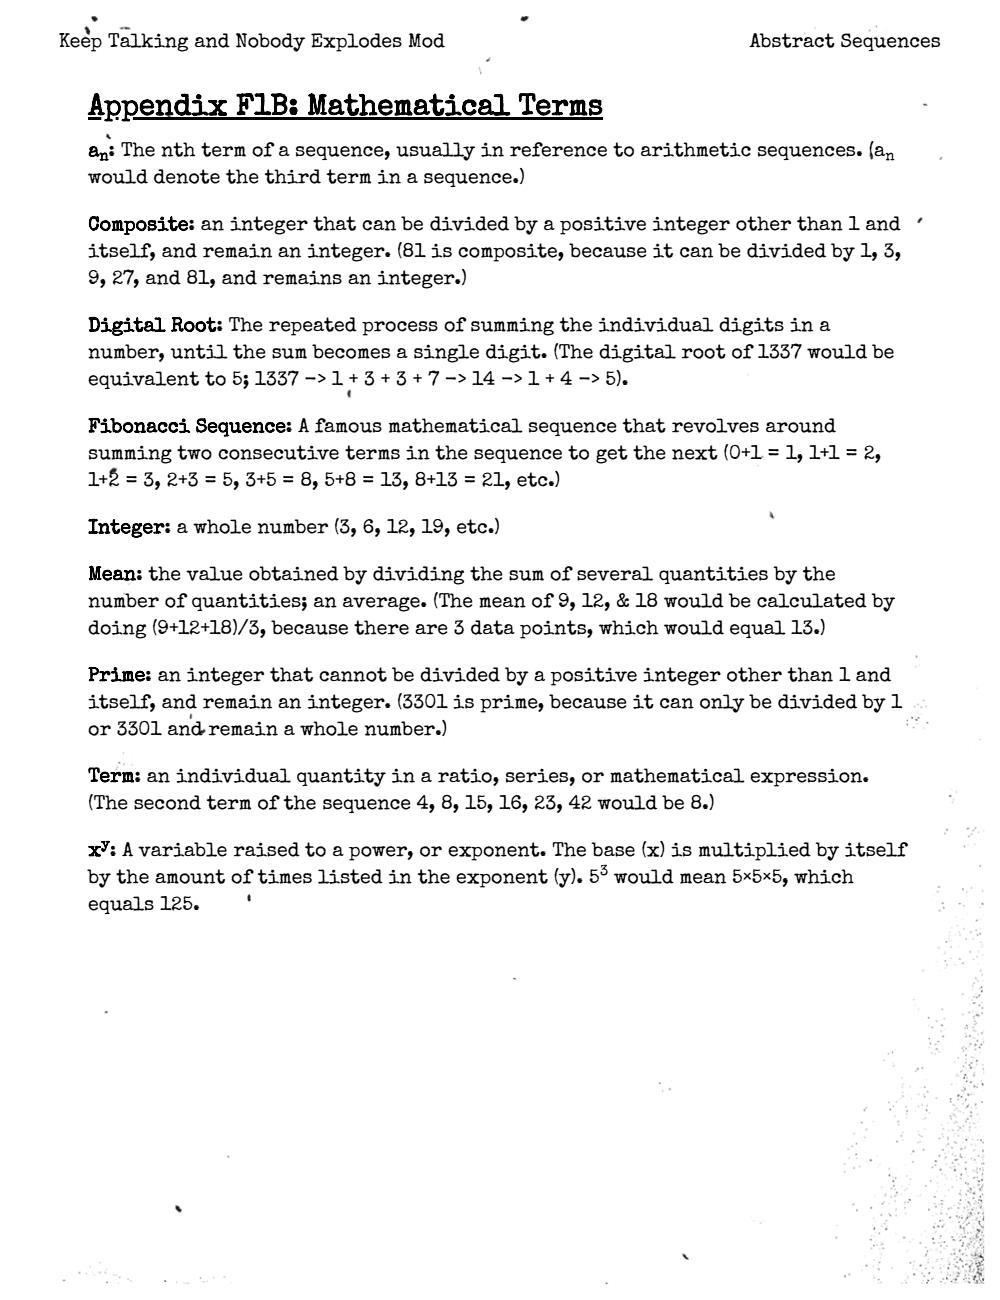 Keep Talking and Nobody Explodes Mod
Abstract Sequences
Appendix F1B: Mathematical Terms
aₙ: The nth term of a sequence, usually in reference to arithmetic sequences. (aₙ
would denote the third term in a sequence.)
Composite: an integer that can be divided by a positive integer other than 1 and
itself, and remain an integer. (81 is composite, because it can be divided by 1, 3,
9, 27, and 81, and remains an integer.)
Digital Root: The repeated process of summing the individual digits in a
number, until the sum becomes a single digit. (The digital root of 1337 would be
equivalent to 5; 1337 -> 1 + 3 + 3 + 7 -> 14 -> 1 + 4 -> 5).
Fibonacci Sequence: A famous mathematical sequence that revolves around
summing two consecutive terms in the sequence to get the next (0+1 = 1, 1+1 = 2,
1+2 = 3, 2+3 = 5, 3+5 = 8, 5+8 = 13, 8+13 = 21, etc.)
Integer: a whole number (3, 6, 12, 19, etc.)
Mean: the value obtained by dividing the sum of several quantities by the
number of quantities; an average. (The mean of 9, 12, & 18 would be calculated by
doing (9+12+18)/3, because there are 3 data points, which would equal 13.)
Prime: an integer that cannot be divided by a positive integer other than 1 and
itself, and remain an integer. (3301 is prime, because it can only be divided by 1
or 3301 and remain a whole number.)
Term: an individual quantity in a ratio, series, or mathematical expression.
(The second term of the sequence 4, 8, 15, 16, 23, 42 would be 8.)
xʸ: A variable raised to a power, or exponent. The base (x) is multiplied by itself
by the amount of times listed in the exponent (y). 5³ would mean 5×5×5, which
equals 125.